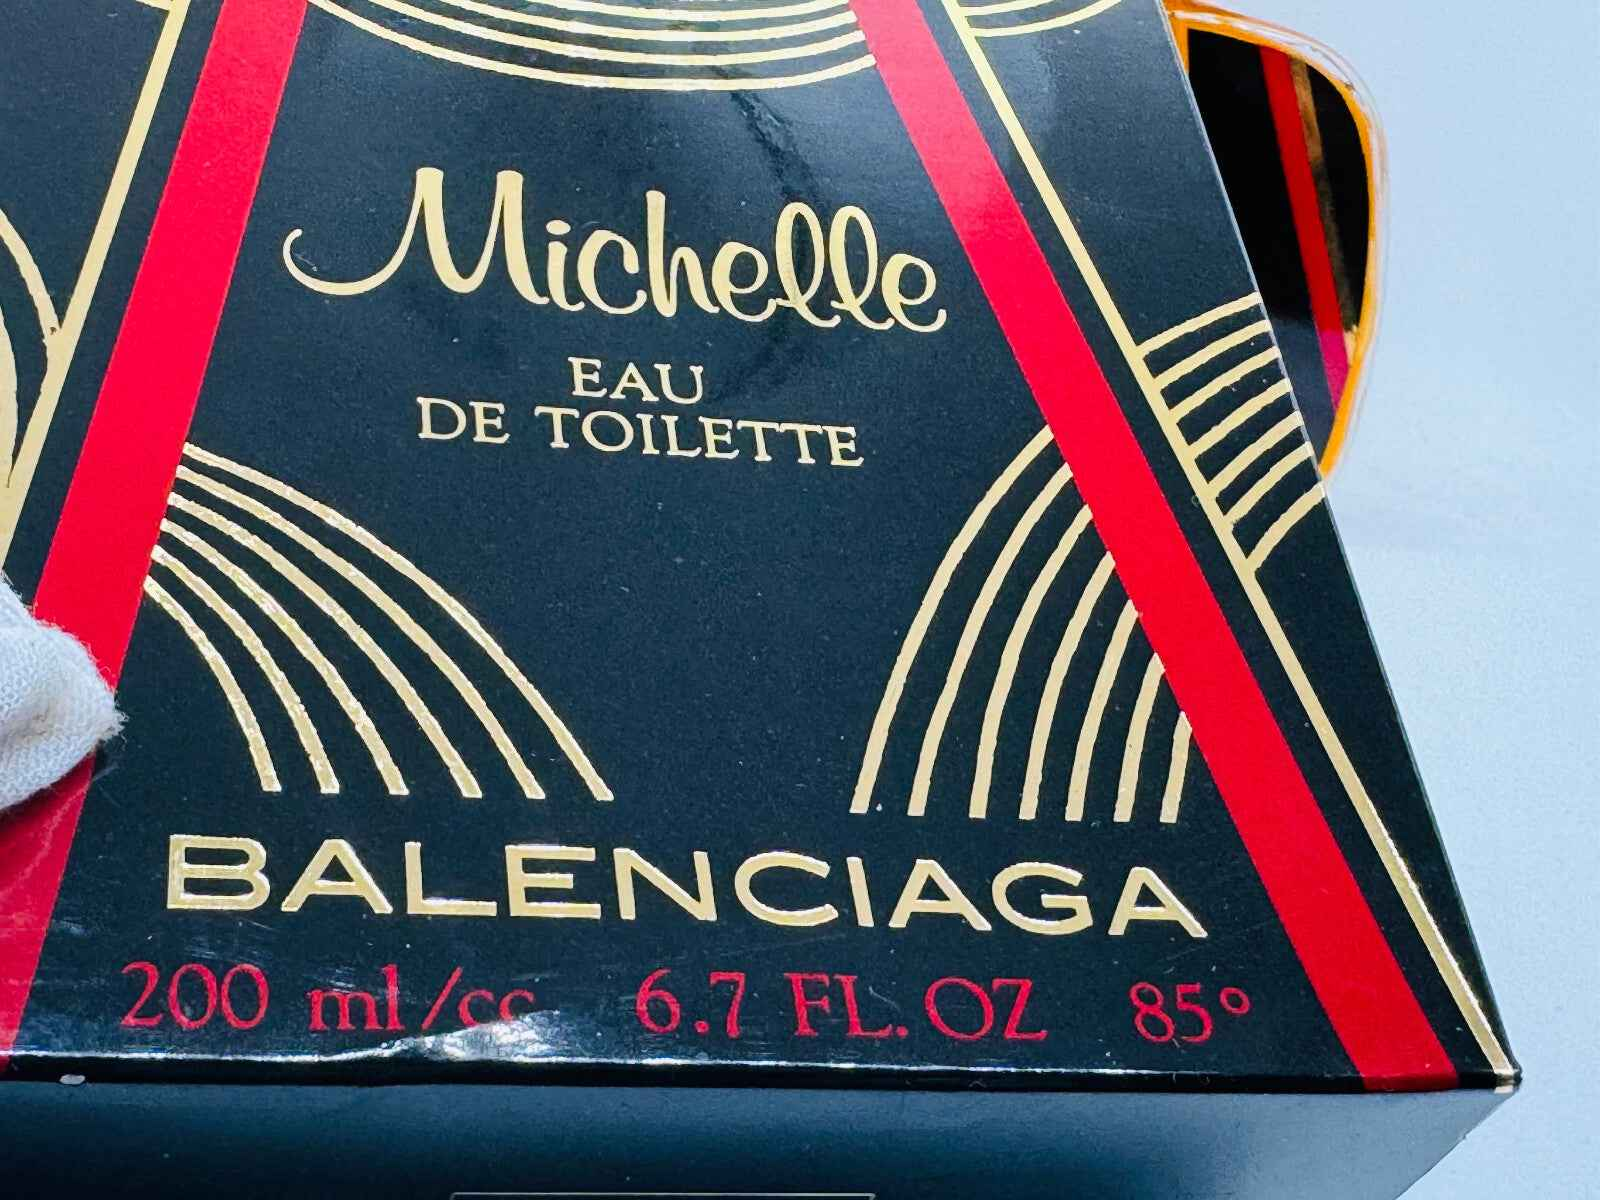 Michelle
EAU
DE TOILETTE
BALENCIAGA
200 ml/cc 6.7 FL. OZ 85°